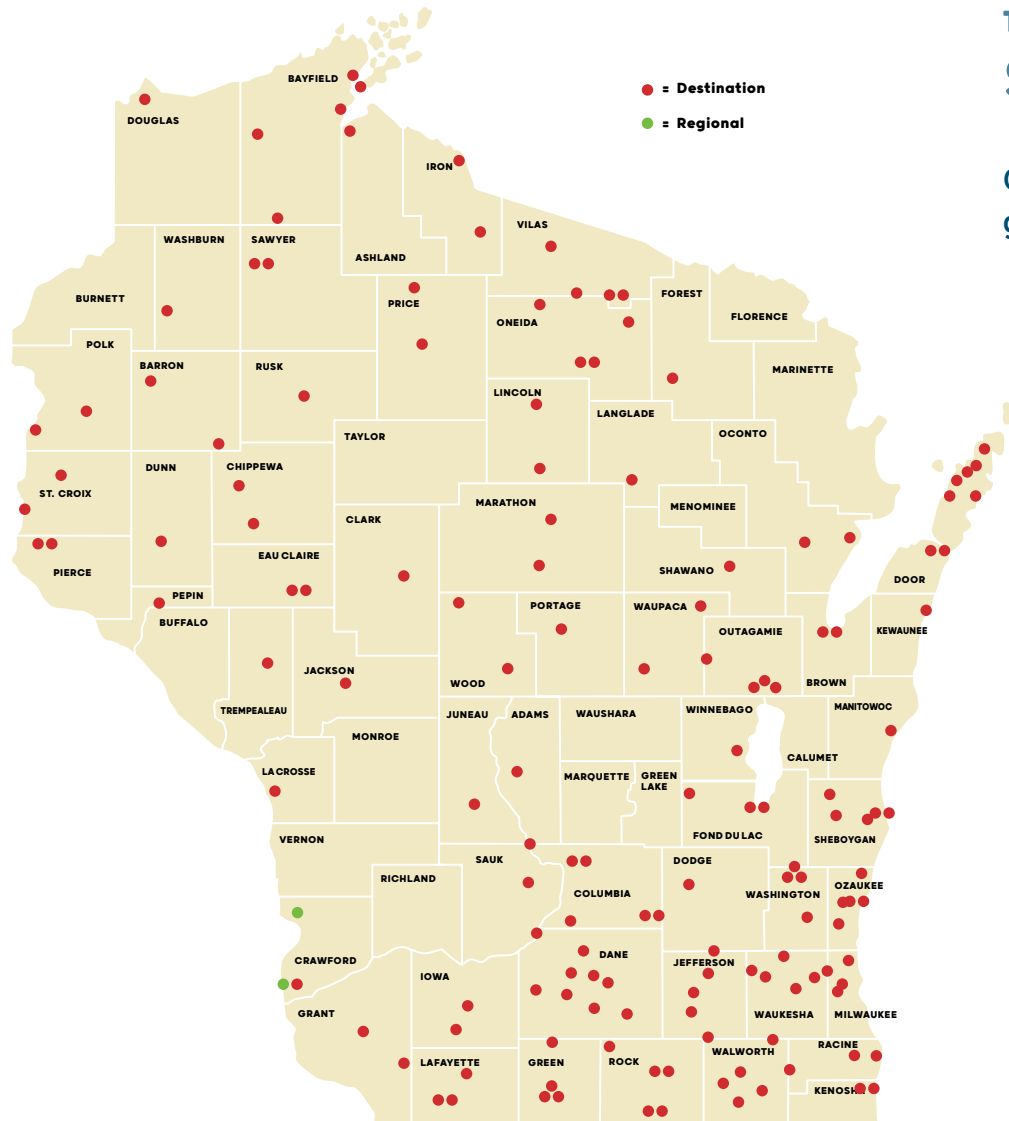 = Destination
= Regional
BAYFIELD
DOUGLAS
IRON
VILAS
WASHBURN
SAWYER
ASHLAND
BURNETT
PRICE
FOREST
ONEIDA
FLORENCE
POLK
BARRON
RUSK
MARINETTE
LINCOLN
LANGLADE
TAYLOR
OCONTO
DUNN
CHIPPEWA
ST. CROIX
MARATHON
MENOMINEE
CLARK
EAU CLAIRE
PIERCE
SHAWANO
DOOR
PEPIN
PORTAGE
WAUPACA
BUFFALO
OUTAGAMIE
KEWAUNEE
JACKSON
WOOD
BROWN
TREMPEALEAU
JUNEAU
ADAMS
WAUSHARA
WINNEBAGO
MANITOWOC
MONROE
CALUMET
LA CROSSE
MARQUETTE
GREEN
LAKE
VERNON
FOND DU LAC
SHEBOYGAN
SAUK
DODGE
RICHLAND
COLUMBIA
WASHINGTON
OZAUKEE
CRAWFORD
DANE
JEFFERSON
IOWA
GRANT
WAUKESHA
MILWAUKEE
LAFAYETTE
GREEN
ROCK
WALWORTH
RACINE
KENOSHA